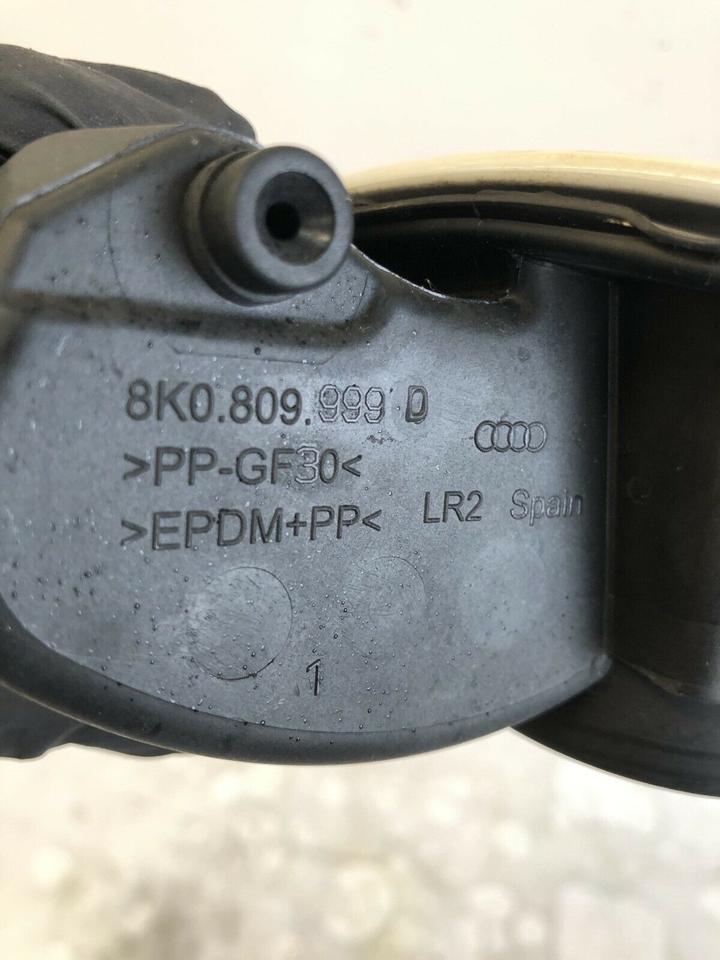 8K0.809.999 D
>PP-GF30<
>EPDM+PP<
LR2 Spain
1